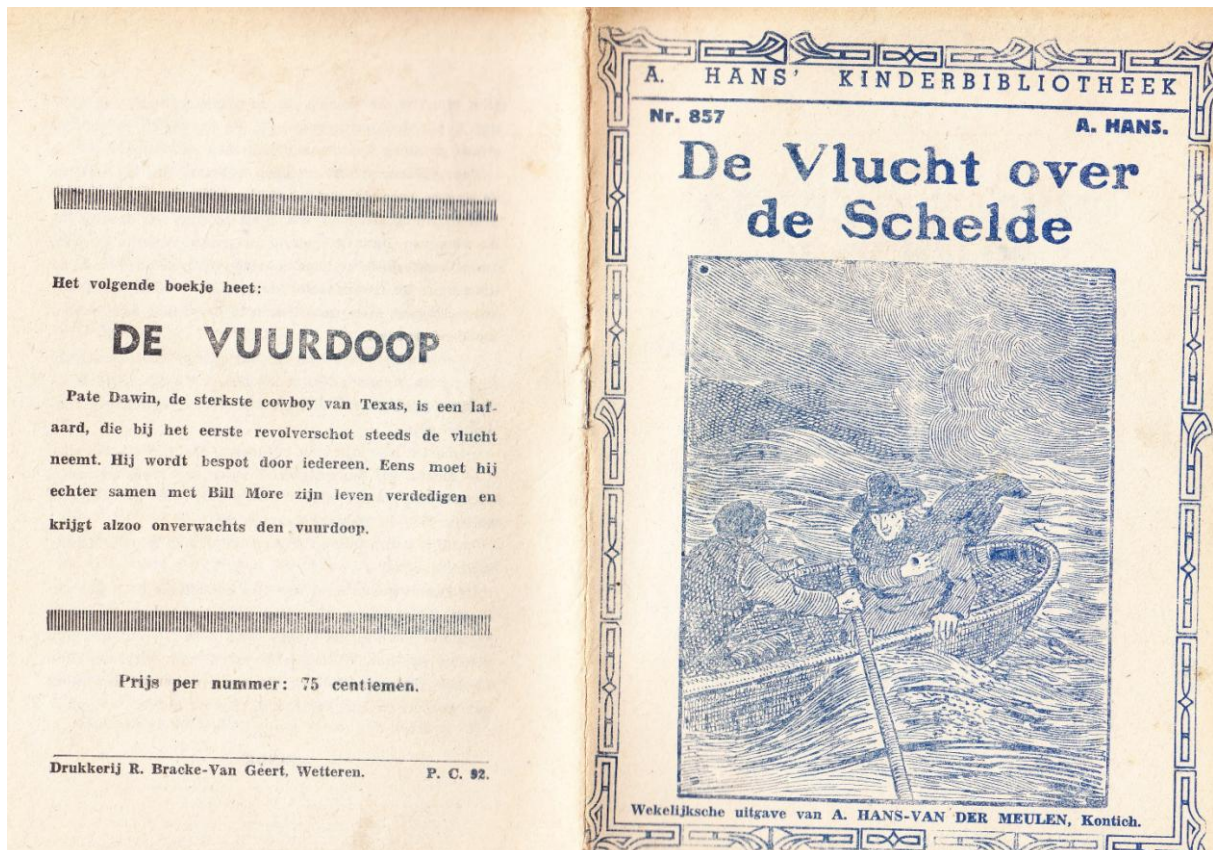 Het volgende boekje heet:
DE VUURDOOP
Pate Dawin, de sterkste cowboy van Texas, is een laf-
aard, die bij het eerste revolverschot steeds de vlucht
neemt. Hij wordt bespot door iedereen. Eens moet hij
echter samen met Bill More zijn leven verdedigen en
krijgt alzoo onverwachts den vuurdoop.
Prijs per nummer: 75 centiemen.
Drukkerij R. Bracke-Van Geert, Wetteren. P. C. 92.
A. HANS' KINDERBIBLIOTHEEK
Nr. 857
A. HANS.
De Vlucht over
de Schelde
Wekelijksche uitgave van A. HANS-VAN DER MEULEN, Kontich.